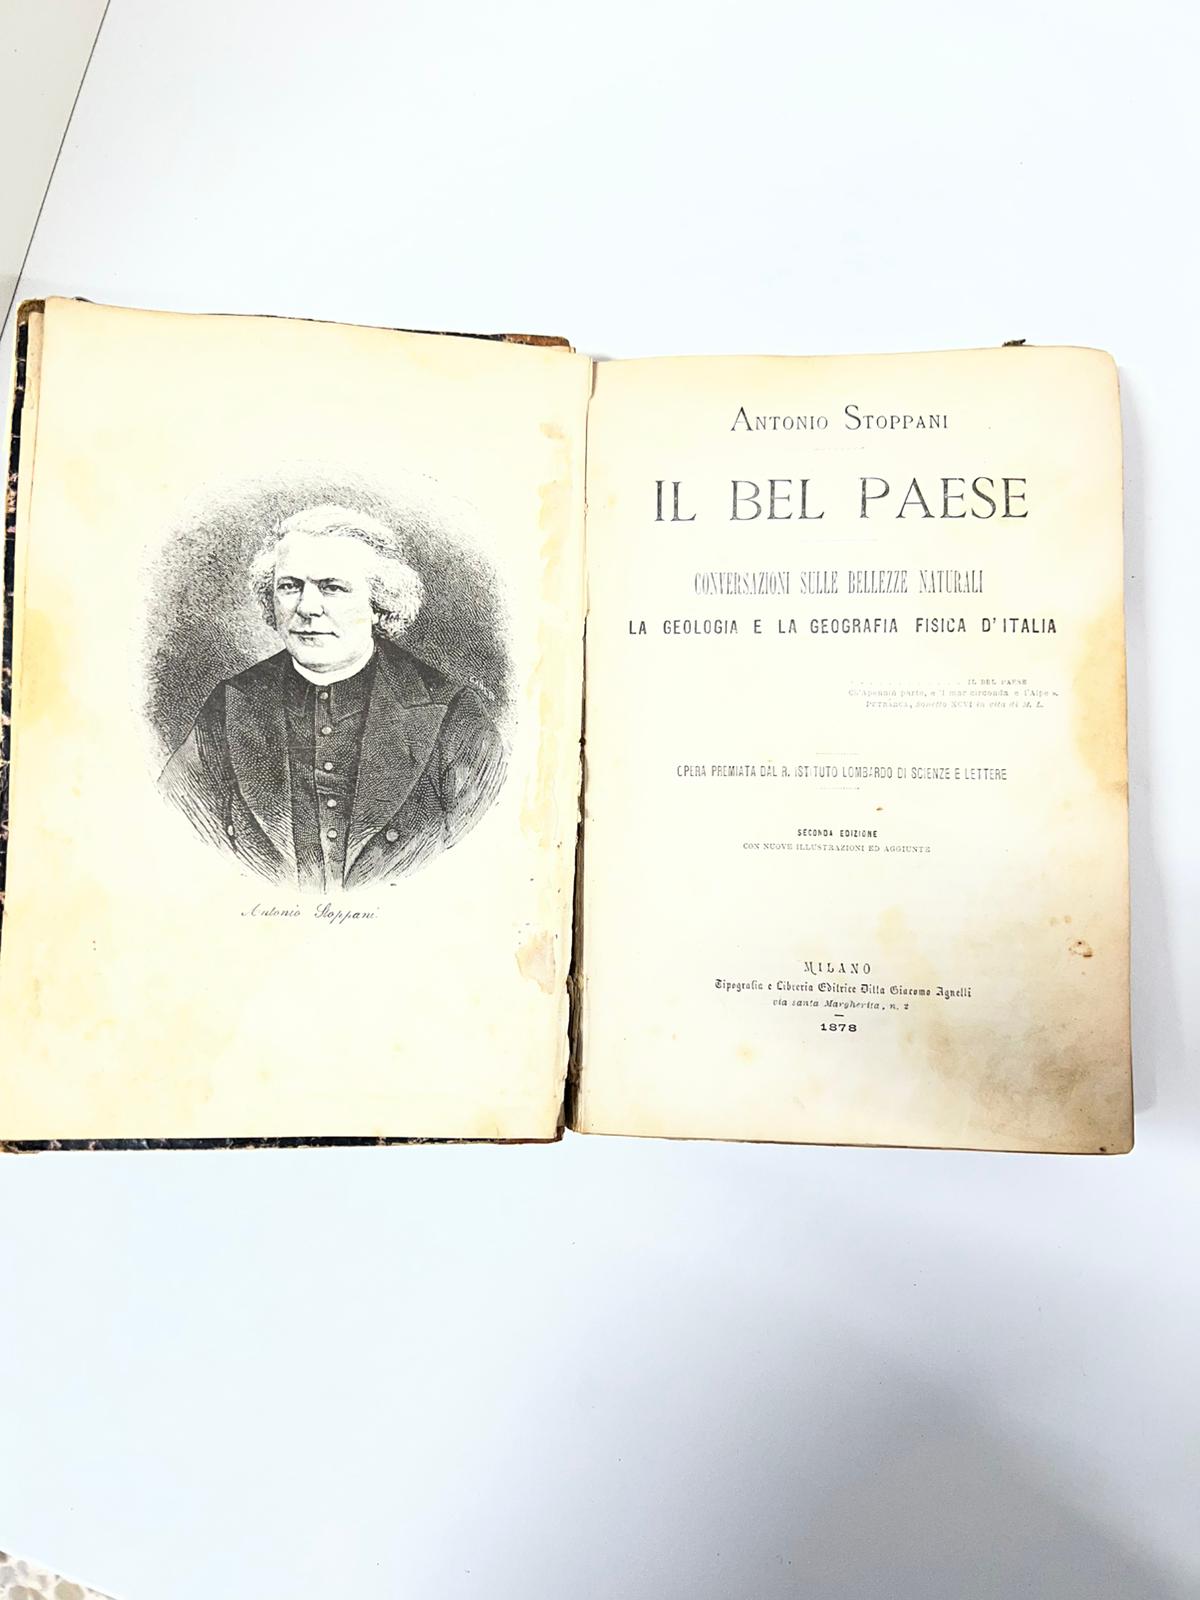 Antonio Stoppani
ANTONIO STOPPANI
IL BEL PAESE
CONVERSAZIONI SULLE BELLEZZE NATURALI
LA GEOLOGIA E LA GEOGRAFIA FISICA D'ITALIA
. . . . . . . . . . . . . IL BEL PAESE
Ch'Apennin parte, e 'l mar circonda e l'Alpe ».
PETRARCA, Sonetto XCVI in vita di M. L.
OPERA PREMIATA DAL R. ISTITUTO LOMBARDO DI SCIENZE E LETTERE
SECONDA EDIZIONE
CON NUOVE ILLUSTRAZIONI ED AGGIUNTE
MILANO
Tipografia e Libreria Editrice Ditta Giacomo Agnelli
via santa Margherita, n. 2
1878